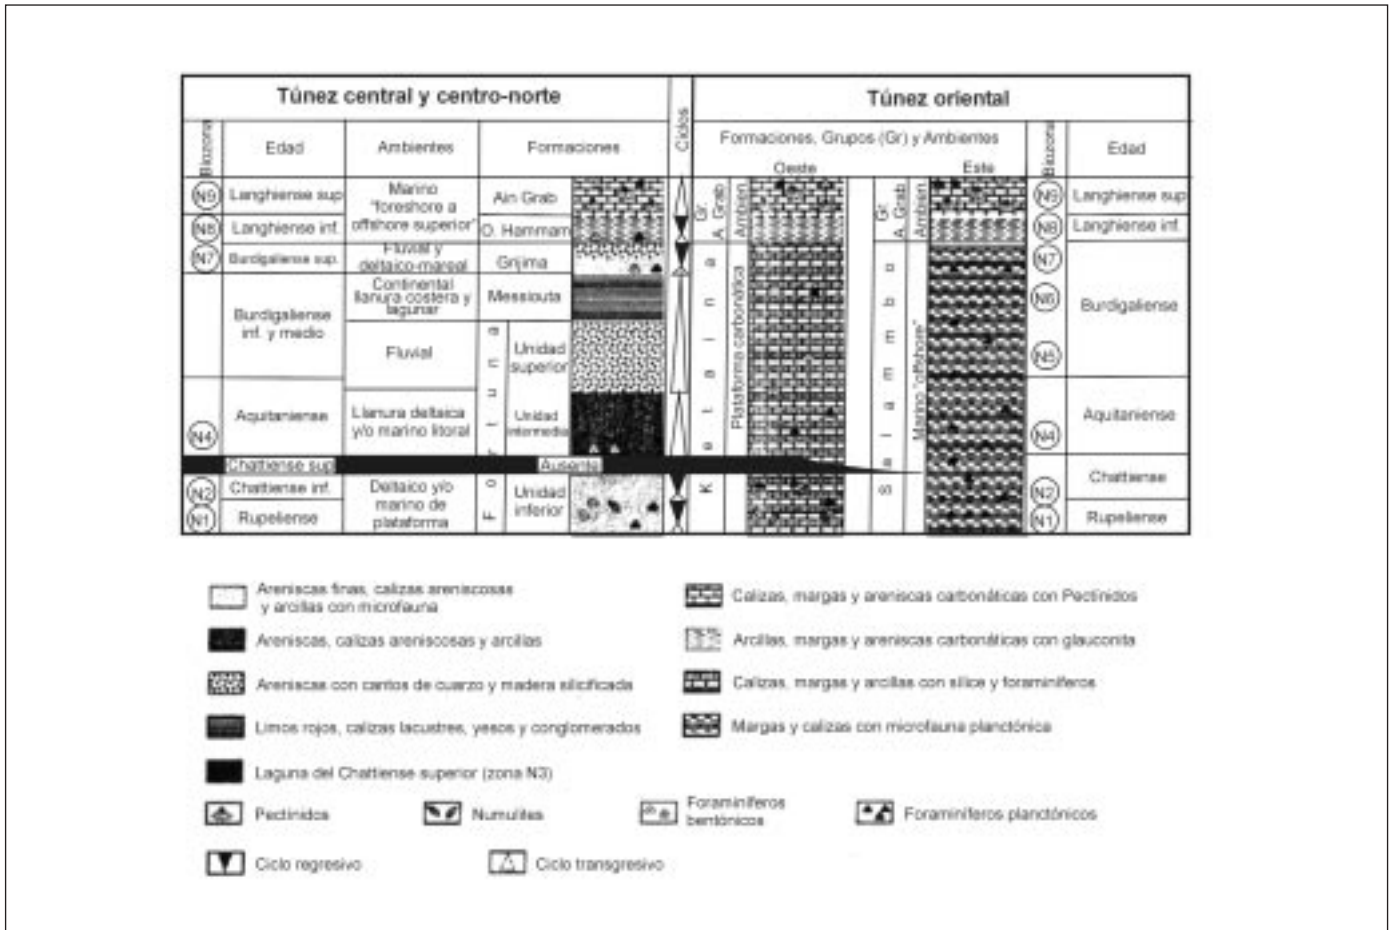 Túnez central y centro-norte
Túnez oriental
Biozona
Edad
Ambientes
Formaciones
Ciclos
Formaciones, Grupos (Gr) y Ambientes
Oeste
Este
Biozona
Edad
N9
Langhiense sup
Marino
"foreshore a
offshore superior"
Ain Grab
N8
Langhiense inf.
O. Hammam
N7
Burdigaliense sup.
Fluvial y
deltaico-mareal
Grijima
Burdigaliense
inf. y medio
Continental
llanura costera y
lagunar
Messiouta
Fluvial
Unidad
superior
N4
Aquitaniense
Llanura deltaica
y/o marino litoral
Unidad
intermedia
Chattiense sup
Ausente
N2
Chattiense inf.
Deltaico y/o
marino de
plataforma
Unidad
inferior
N1
Rupeliense
Fortuna
Gr.
A. Grab
Ambien.
Ketatna
Plataforma carbonática
Gr.
A. Grab
Ambien.
Salammbo
Marino "offshore"
N9
Langhiense sup
N8
Langhiense inf.
N7
N6
Burdigaliense
N5
Aquitaniense
N4
Chattiense
N2
N1
Rupeliense
Areniscas finas, calizas areniscosas
y arcillas con microfauna
Calizas, margas y areniscas carbonáticas con Pectínidos
Areniscas, calizas areniscosas y arcillas
Arcillas, margas y areniscas carbonáticas con glauconita
Areniscas con cantos de cuarzo y madera silicificada
Calizas, margas y arcillas con sílice y foraminíferos
Limos rojos, calizas lacustres, yesos y conglomerados
Margas y calizas con microfauna planctónica
Laguna del Chattiense superior (zona N3)
Pectínidos
Numulites
Foraminíferos
bentónicos
Foraminíferos planctónicos
Ciclo regresivo
Ciclo transgresivo